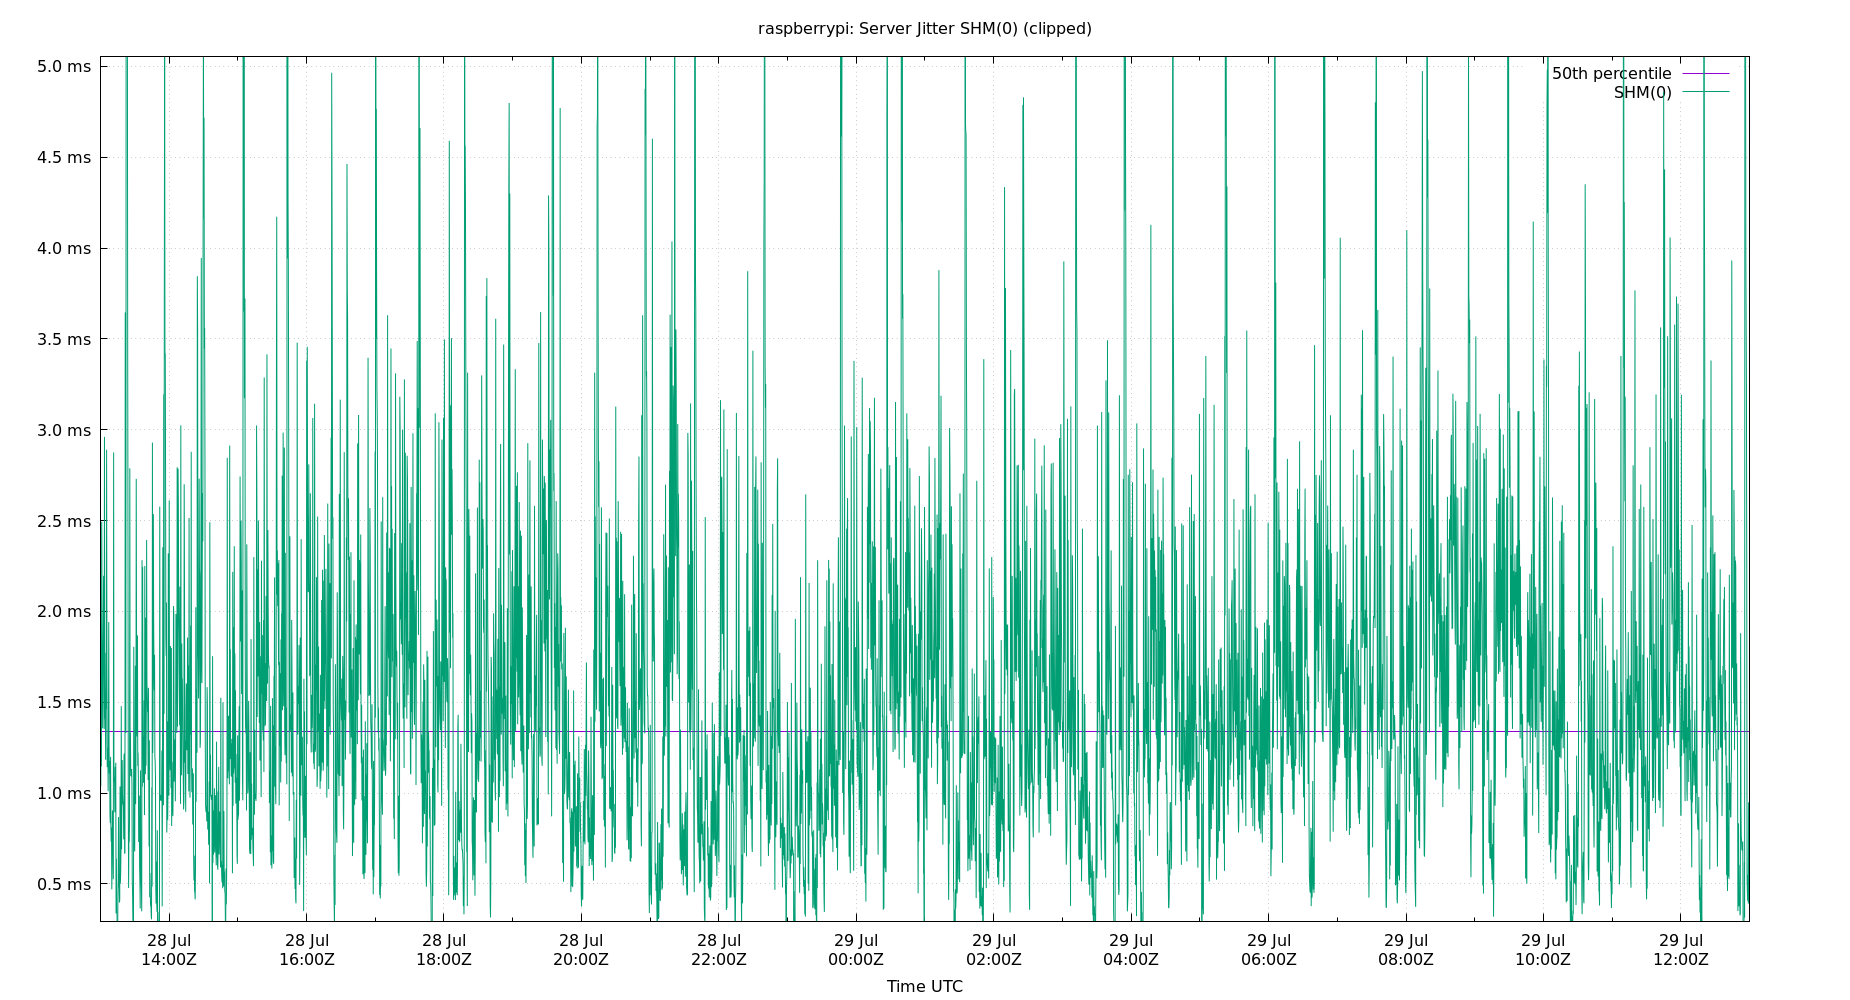 raspberrypi: Server Jitter SHM(0) (clipped)
5.0 ms
4.5 ms
4.0 ms
3.5 ms
3.0 ms
2.5 ms
2.0 ms
1.5 ms
1.0 ms
0.5 ms
50th percentile
SHM(0)
28 Jul 28 Jul 28 Jul 28 Jul 28 Jul 29 Jul 29 Jul 29 Jul 29 Jul 29 Jul 29 Jul 29 Jul
14:00Z 16:00Z 18:00Z 20:00Z 22:00Z 00:00Z 02:00Z 04:00Z 06:00Z 08:00Z 10:00Z 12:00Z
Time UTC